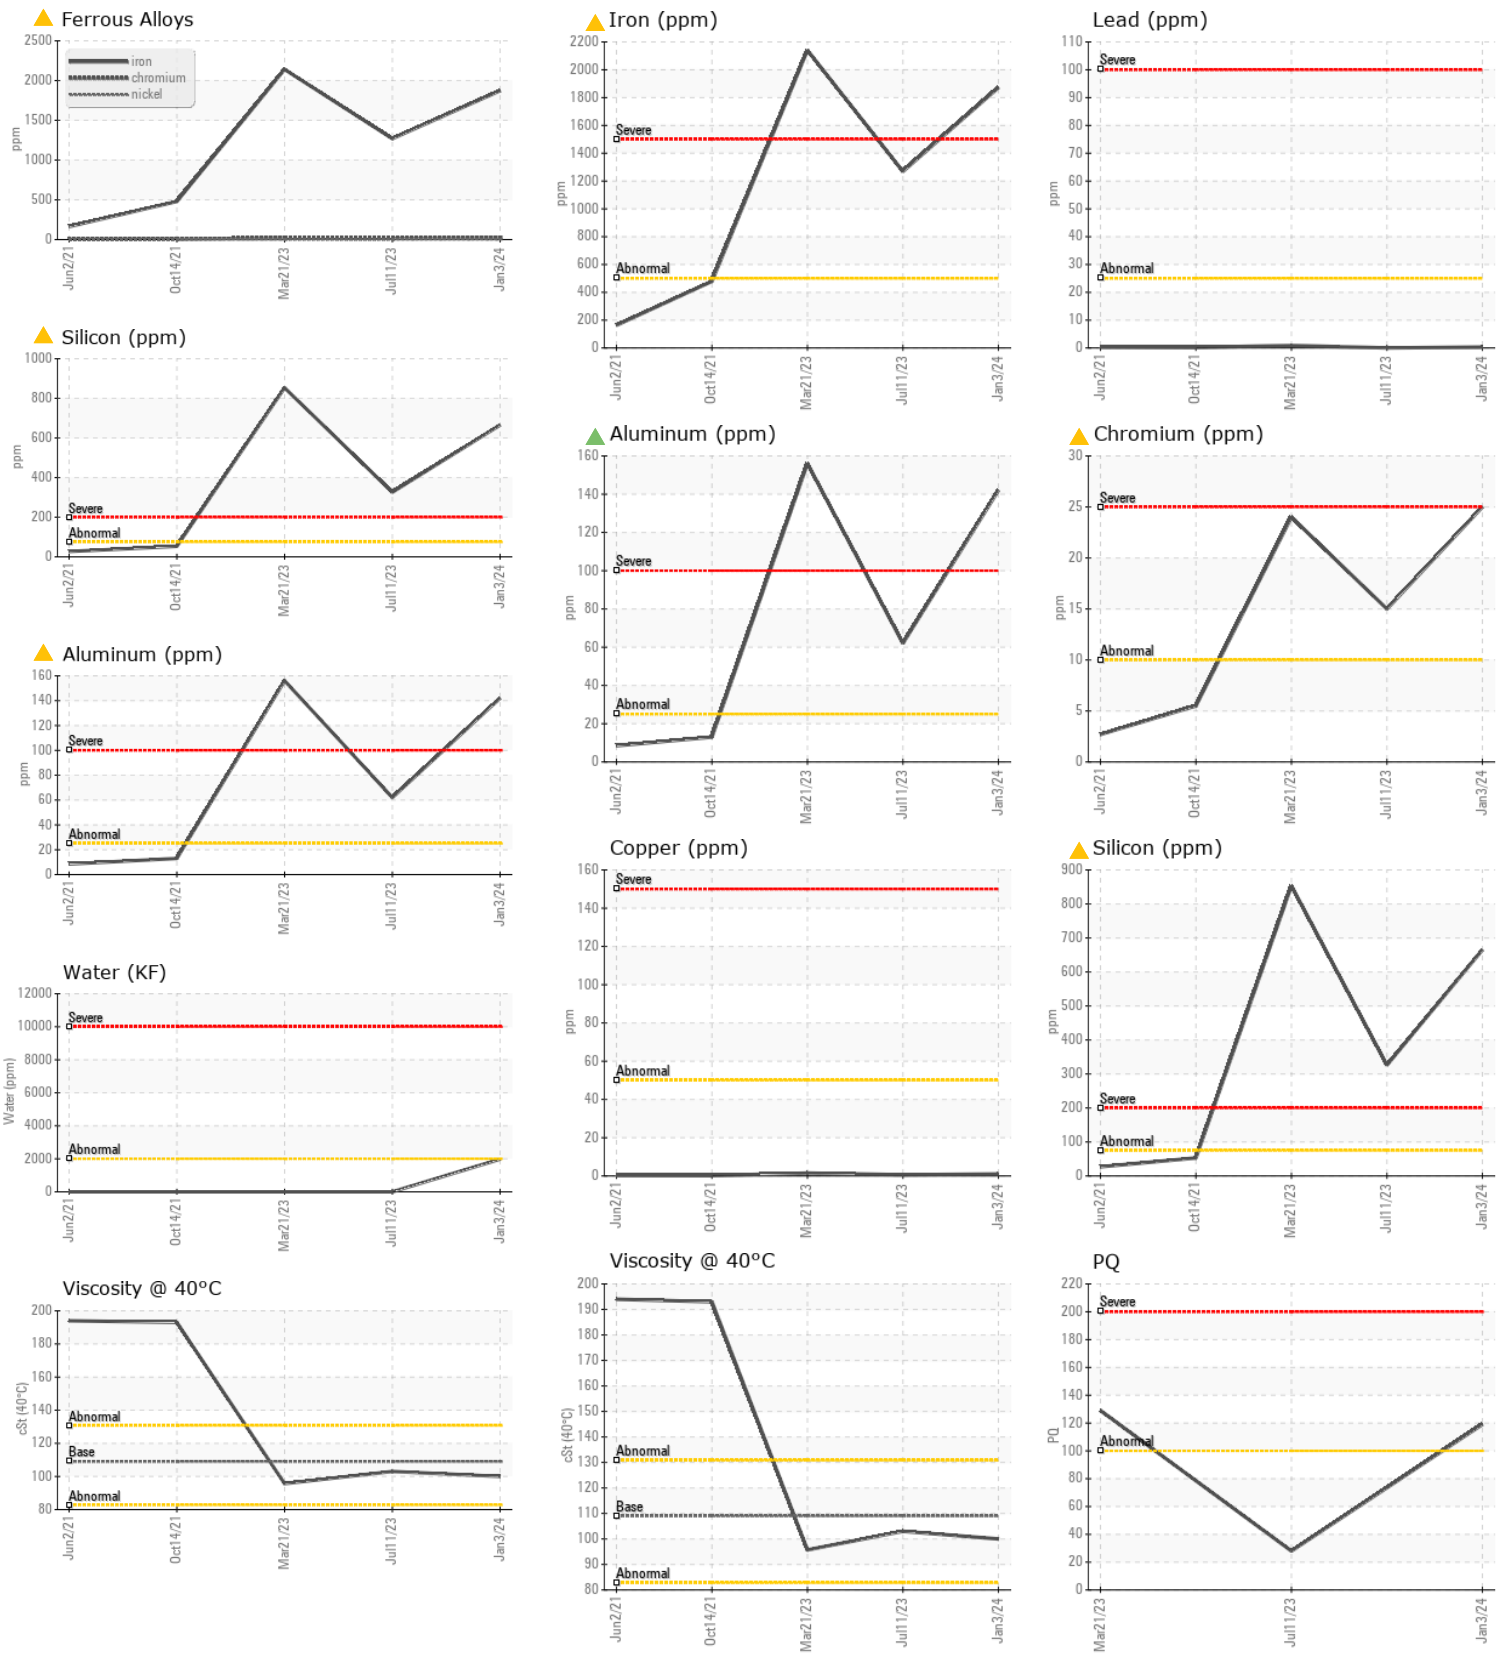 Ferrous Alloys
2500
2000
1500
1000
500
0
ppm
iron
chromium
nickel
Jun2/21
Oct14/21
Mar21/23
Jul11/23
Jan3/24
Silicon (ppm)
1000
800
600
400
200
0
ppm
Severe
Abnormal
Jun2/21
Oct14/21
Mar21/23
Jul11/23
Jan3/24
Aluminum (ppm)
160
140
120
100
80
60
40
20
0
ppm
Severe
Abnormal
Jun2/21
Oct14/21
Mar21/23
Jul11/23
Jan3/24
Water (KF)
12000
10000
8000
6000
4000
2000
0
Water (ppm)
Severe
Abnormal
Jun2/21
Oct14/21
Mar21/23
Jul11/23
Jan3/24
Viscosity @ 40°C
200
180
160
140
120
100
80
cSt (40°C)
Abnormal
Base
Abnormal
Jun2/21
Oct14/21
Mar21/23
Jul11/23
Jan3/24
Iron (ppm)
2200
2000
1800
1600
1400
1200
1000
800
600
400
200
0
ppm
Severe
Abnormal
Jun2/21
Oct14/21
Mar21/23
Jul11/23
Jan3/24
Aluminum (ppm)
160
140
120
100
80
60
40
20
0
ppm
Severe
Abnormal
Jun2/21
Oct14/21
Mar21/23
Jul11/23
Jan3/24
Copper (ppm)
160
140
120
100
80
60
40
20
0
ppm
Severe
Abnormal
Jun2/21
Oct14/21
Mar21/23
Jul11/23
Jan3/24
Viscosity @ 40°C
200
190
180
170
160
150
140
130
120
110
100
90
80
cSt (40°C)
Abnormal
Base
Abnormal
Jun2/21
Oct14/21
Mar21/23
Jul11/23
Jan3/24
Lead (ppm)
110
100
90
80
70
60
50
40
30
20
10
0
ppm
Severe
Abnormal
Jun2/21
Oct14/21
Mar21/23
Jul11/23
Jan3/24
Chromium (ppm)
30
25
20
15
10
5
0
ppm
Severe
Abnormal
Jun2/21
Oct14/21
Mar21/23
Jul11/23
Jan3/24
Silicon (ppm)
900
800
700
600
500
400
300
200
100
0
ppm
Severe
Abnormal
Jun2/21
Oct14/21
Mar21/23
Jul11/23
Jan3/24
PQ
220
200
180
160
140
120
100
80
60
40
20
0
PQ
Severe
Abnormal
Mar21/23
Jul11/23
Jan3/24